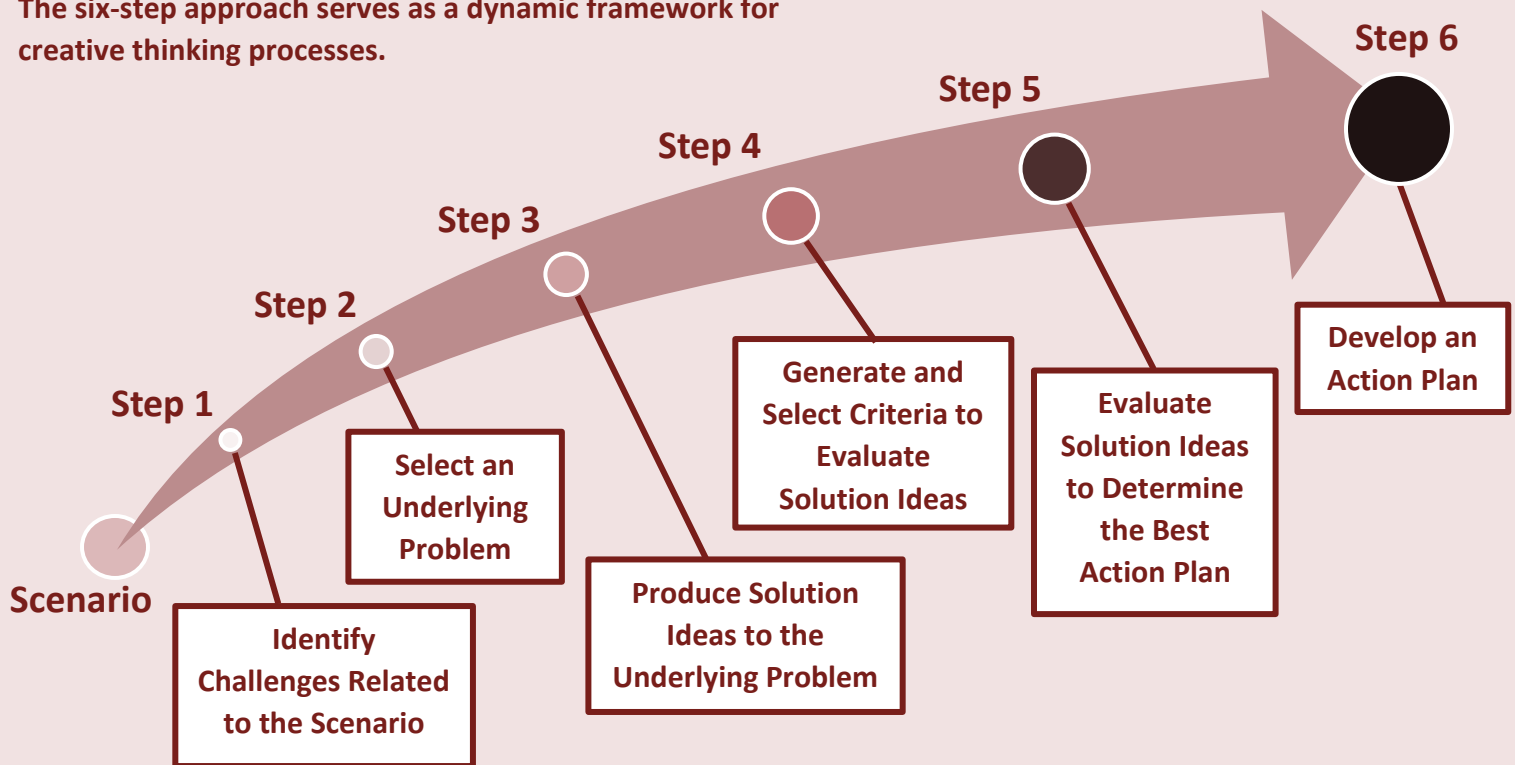 The six-step approach serves as a dynamic framework for
creative thinking processes.
Scenario
Step 1
Identify
Challenges Related
to the Scenario
Step 2
Select an
Underlying
Problem
Step 3
Produce Solution
Ideas to the
Underlying Problem
Step 4
Generate and
Select Criteria to
Evaluate
Solution Ideas
Step 5
Evaluate
Solution Ideas
to Determine
the Best
Action Plan
Step 6
Develop an
Action Plan